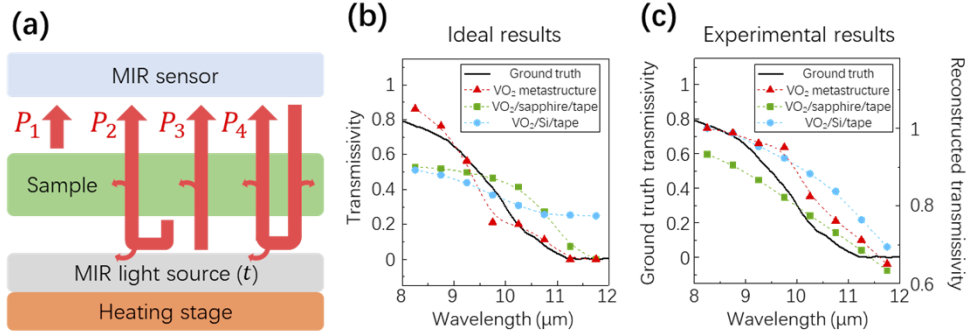 (a)
MIR sensor
P1 P2 P3 P4
Sample
MIR light source (t)
Heating stage
(b)
Ideal results
Transmissivity
1
0.8
0.6
0.4
0.2
0
Ground truth
VO₂ metastructure
VO₂/sapphire/tape
VO₂/Si/tape
8 9 10 11 12
Wavelength (μm)
(c)
Experimental results
Ground truth transmissivity
1
0.8
0.6
0.4
0.2
0
Ground truth
VO₂ metastructure
VO₂/sapphire/tape
VO₂/Si/tape
1
0.8
0.6
Reconstructed transmissivity
8 9 10 11 12
Wavelength (μm)